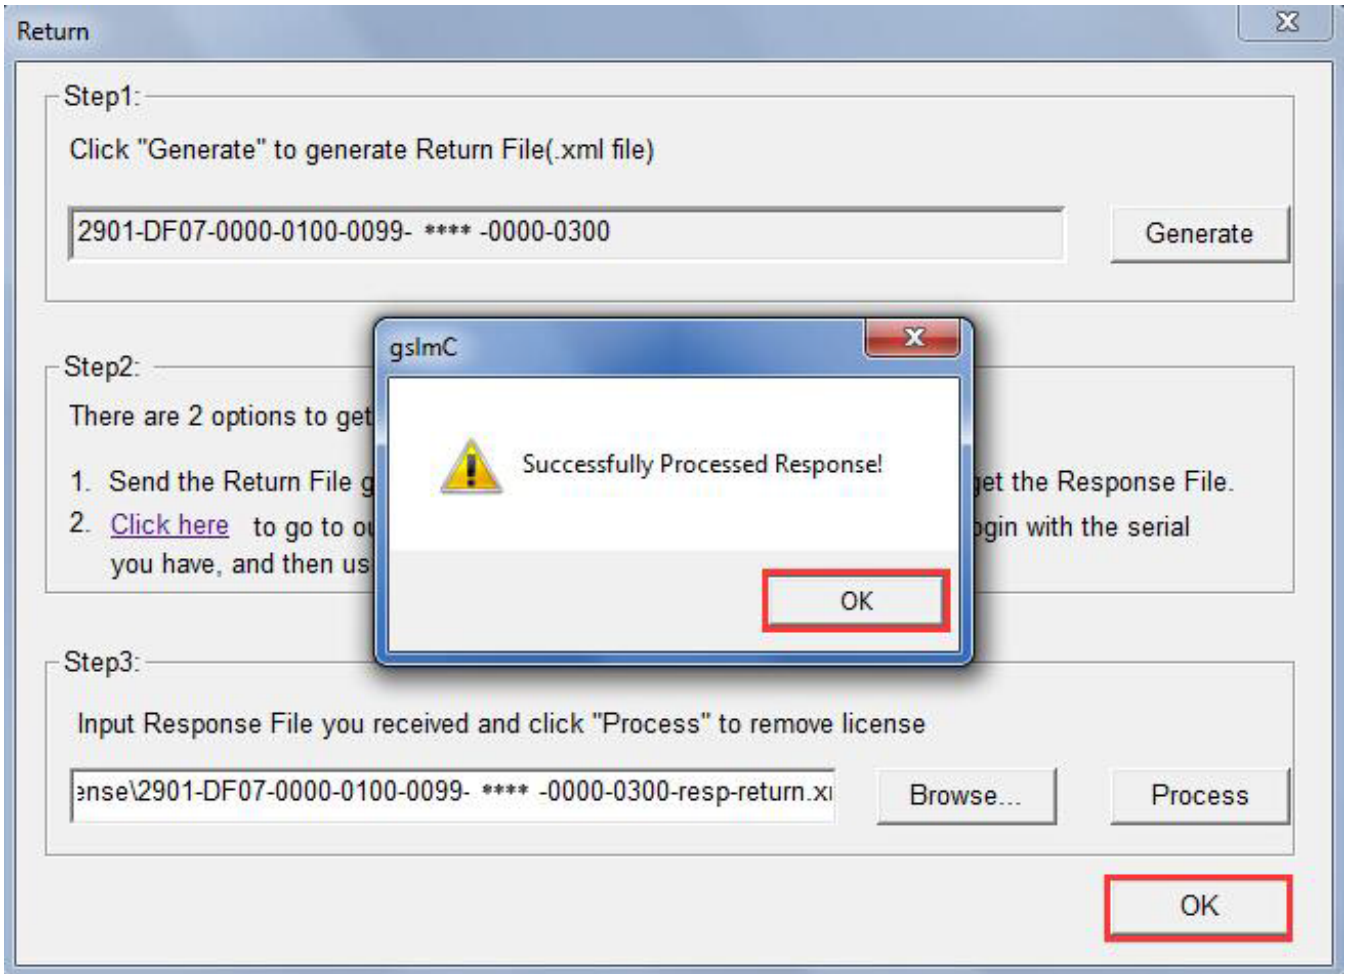 Return
Step1:
Click "Generate" to generate Return File(.xml file)
2901-DF07-0000-0100-0099- **** -0000-0300
Generate
gslmC
Successfully Processed Response!
OK
Step2:
There are 2 options to get
1. Send the Return File g et the Response File.
2. Click here to go to ou ogin with the serial
you have, and then us
Step3:
Input Response File you received and click "Process" to remove license
ense\2901-DF07-0000-0100-0099- **** -0000-0300-resp-return.x
Browse...
Process
OK